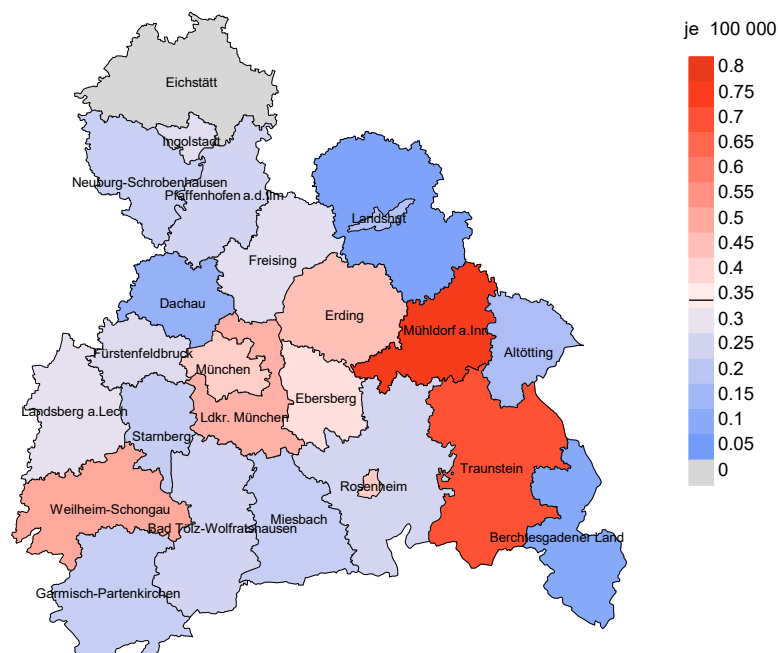 je 100 000
0.8
0.75
0.7
0.65
0.6
0.55
0.5
0.45
0.4
0.35
0.3
0.25
0.2
0.15
0.1
0.05
0
Eichstätt
Ingolstadt
Neuburg-Schrobenhausen
Pfaffenhofen a.d.Ilm
Landshut
Freising
Dachau
Erding
Mühldorf a.Inn
Altötting
Fürstenfeldbruck
München
Ebersberg
Landsberg a.Lech
Ldkr. München
Starnberg
Traunstein
Rosenheim
Weilheim-Schongau
Miesbach
Bad Tölz-Wolfratshausen
Berchtesgadener Land
Garmisch-Partenkirchen